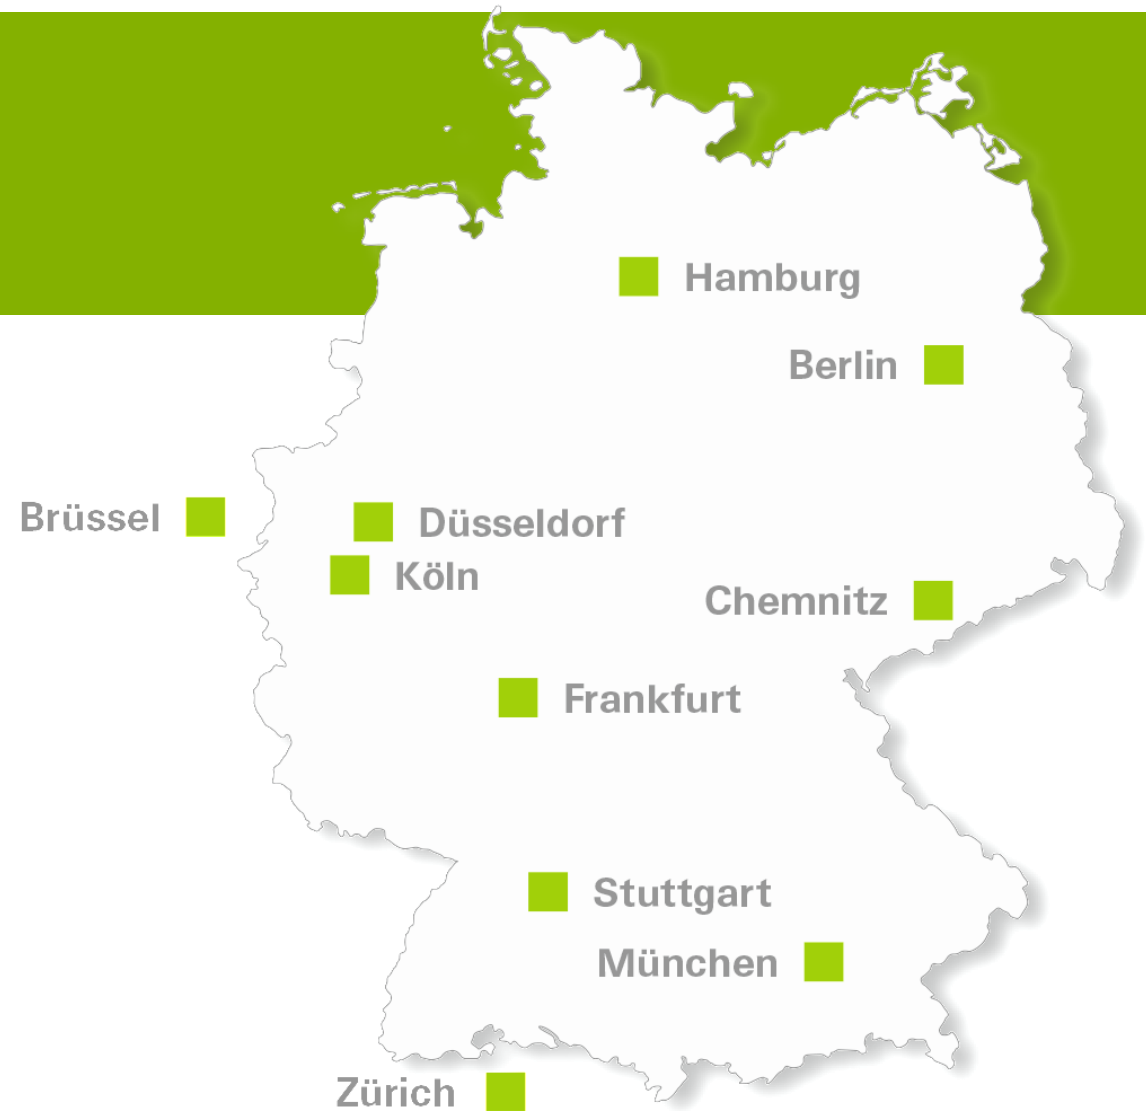 Hamburg
Berlin
Brüssel
Düsseldorf
Köln
Chemnitz
Frankfurt
Stuttgart
München
Zürich